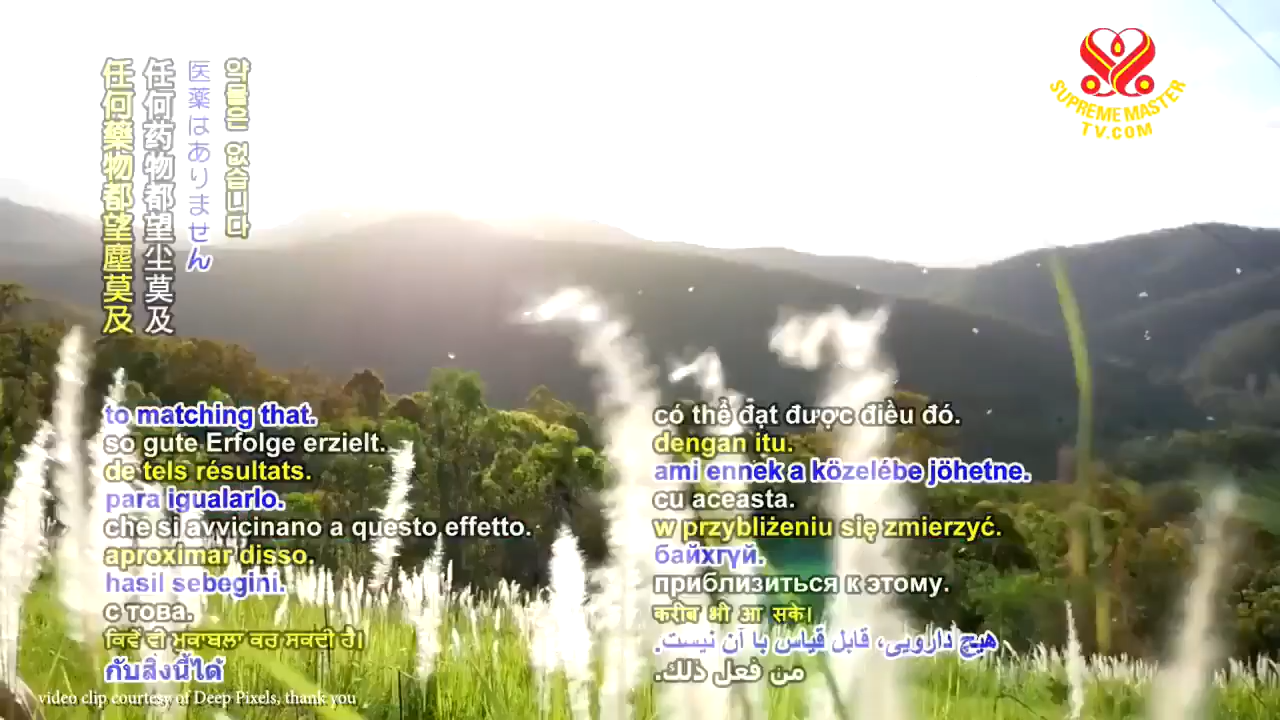 任何藥物都望塵莫及
任何药物都望尘莫及
医薬はありません
약물은 없습니다
SUPREME MASTER
TV.COM
to matching that.
so gute Erfolge erzielt.
de tels résultats.
para igualarlo.
che si avvicinano a questo effetto.
aproximar disso.
hasil sebegini.
с това.
ਕਿਵੇਂ ਵੀ ਮੁਕਾਬਲਾ ਕਰ ਸਕਦੀ ਹੈ।
กับสิ่งนี้ได้
có thể đạt được điều đó.
dengan itu.
ami ennek a közelébe jöhetne.
cu aceasta.
w przybliżeniu się zmierzyć.
байхгүй.
приблизиться к этому.
करीब भी आ सके।
هیچ دارویی، قابل قیاس با آن نیست.
من فعل ذلك.
video clip courtesy of Deep Pixels, thank you